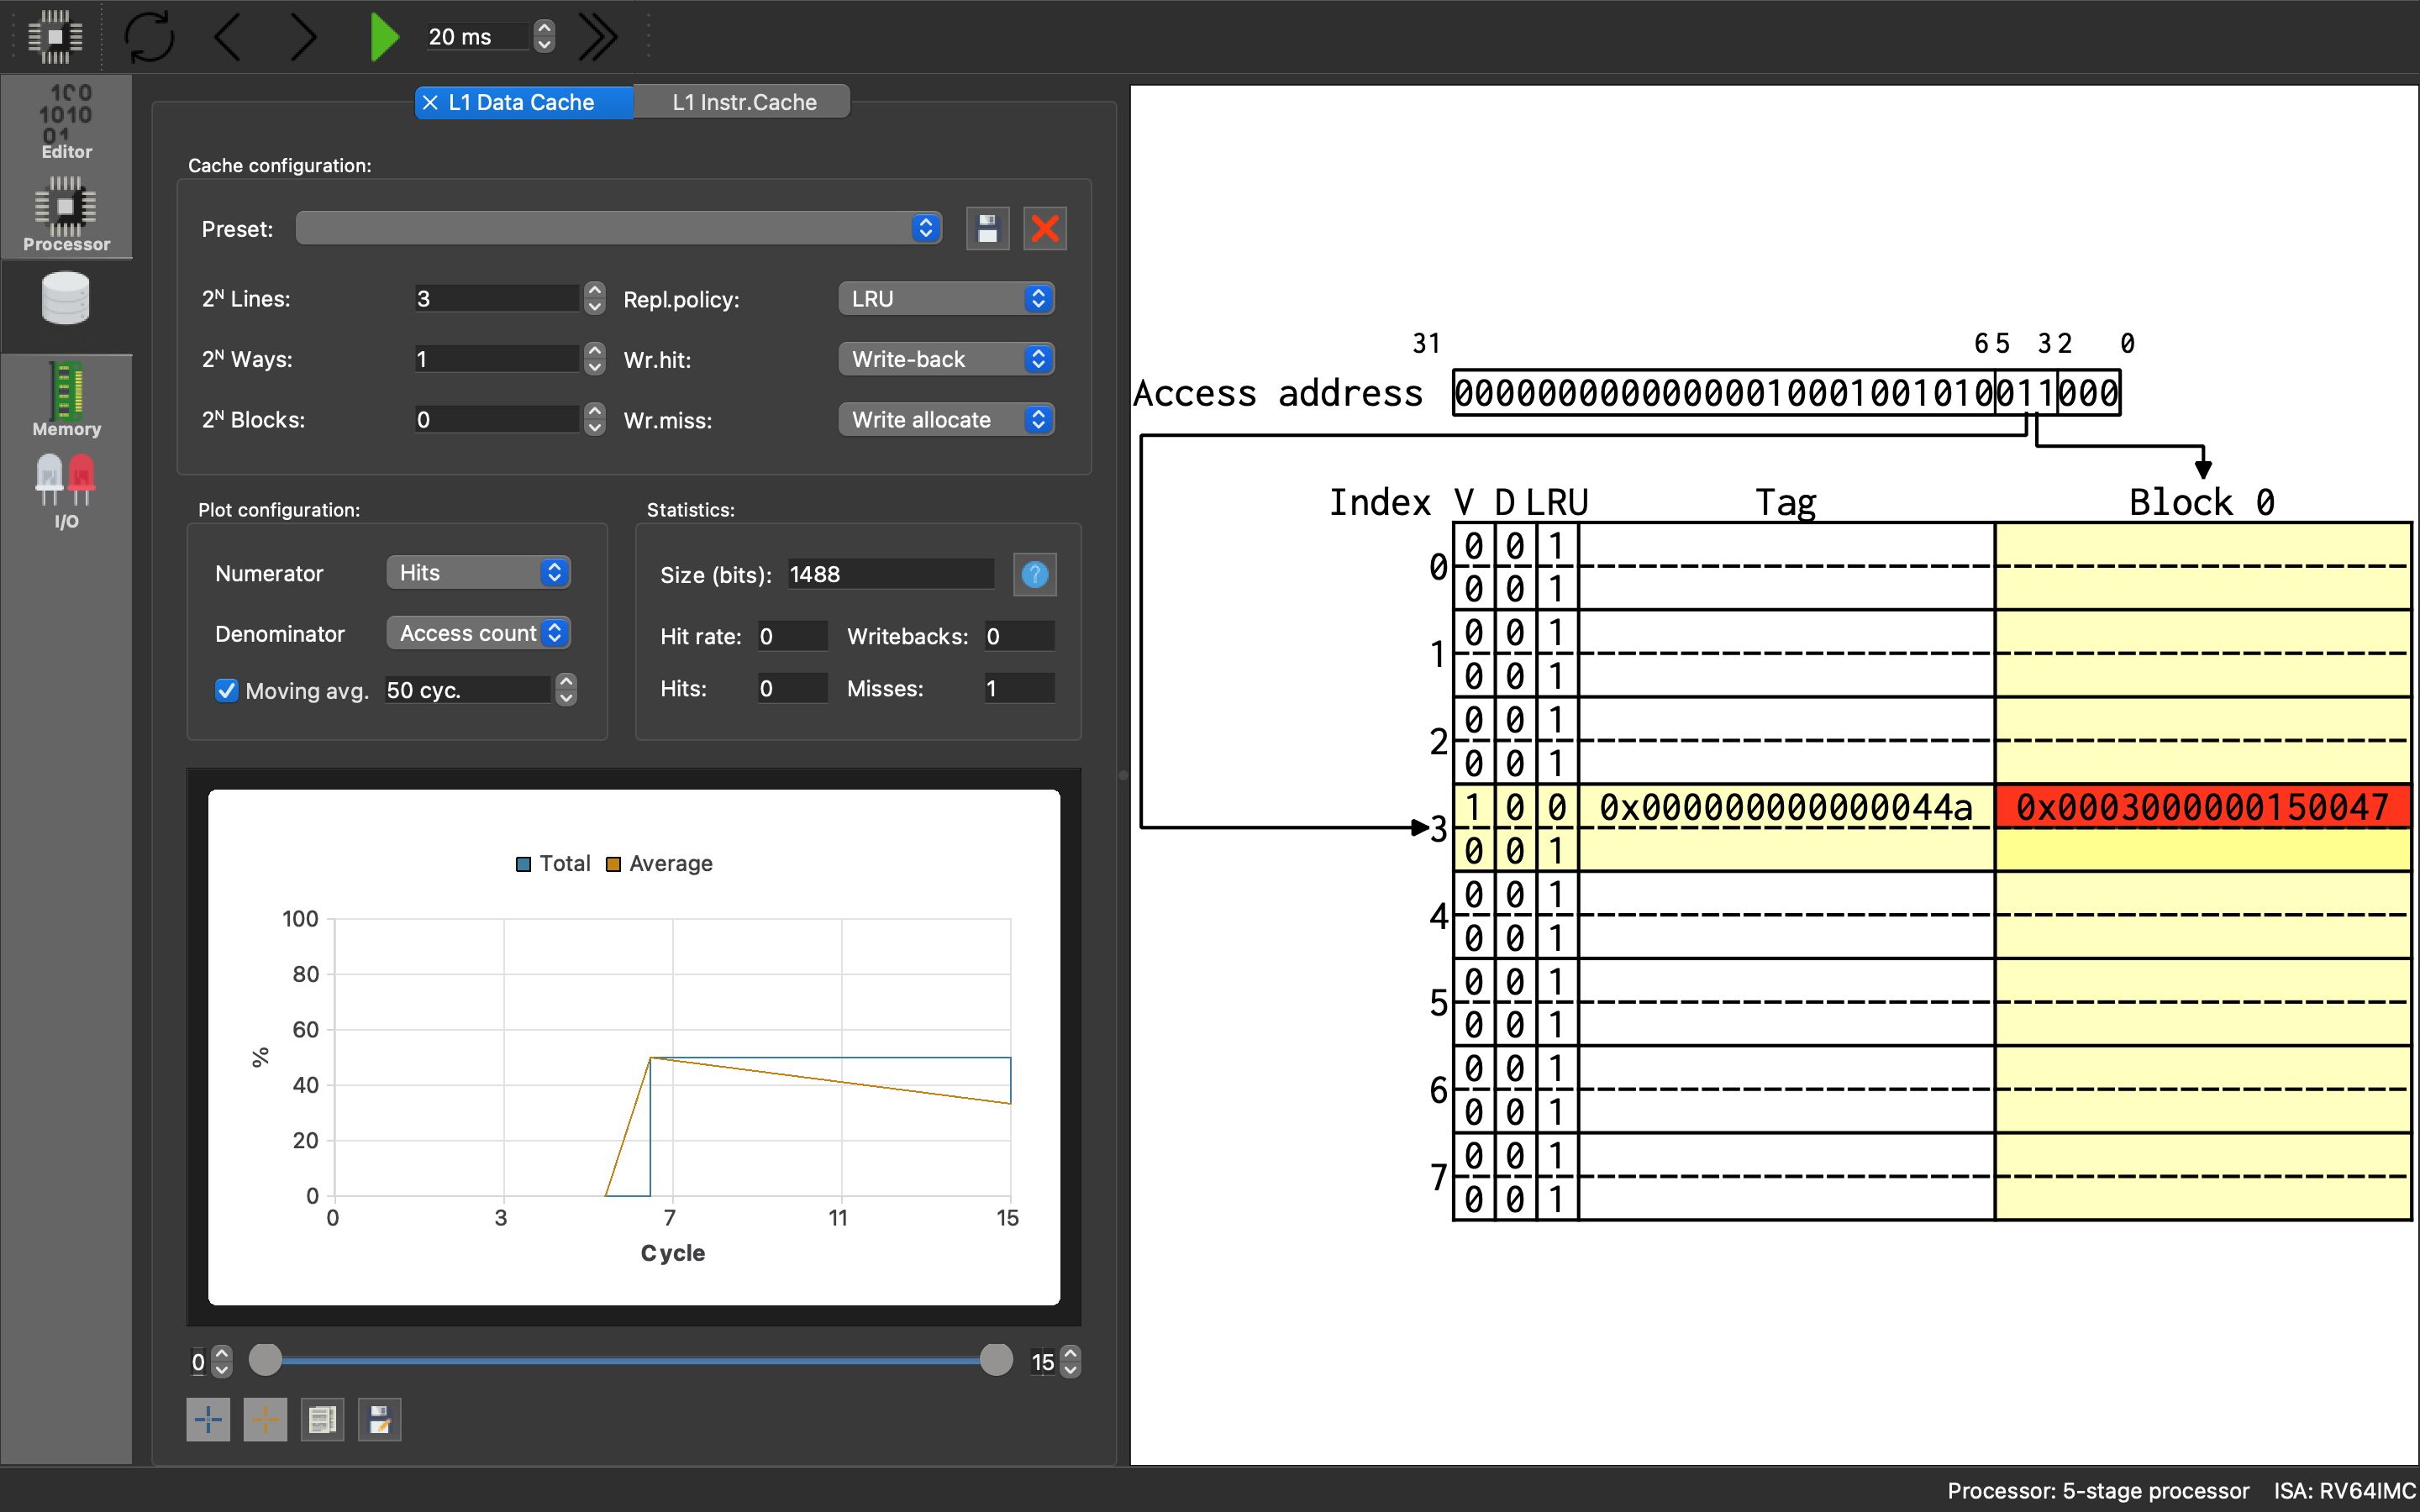 20 ms
Editor
Processor
Memory
I/O
L1 Data Cache
L1 Instr.Cache
Cache configuration:
Preset:
2ᴺ Lines: 3 Repl.policy: LRU
2ᴺ Ways: 1 Wr.hit: Write-back
2ᴺ Blocks: 0 Wr.miss: Write allocate
Plot configuration:
Numerator Hits
Denominator Access count
Moving avg. 50 cyc.
Statistics:
Size (bits): 1488 ?
Hit rate: 0 Writebacks: 0
Hits: 0 Misses: 1
Total Average
100
80
60
40
20
0
%
0 3 7 11 15
Cycle
0 15
31 6 5 3 2 0
Access address 00000000000000010001001010011000
Index V D LRU Tag Block 0
0 0 0 1
0 0 1
1 0 0 1
0 0 1
2 0 0 1
0 0 1
3 1 0 0 0x000000000000044a 0x0003000000150047
0 0 1
4 0 0 1
0 0 1
5 0 0 1
0 0 1
6 0 0 1
0 0 1
7 0 0 1
0 0 1
Processor: 5-stage processor ISA: RV64IMC